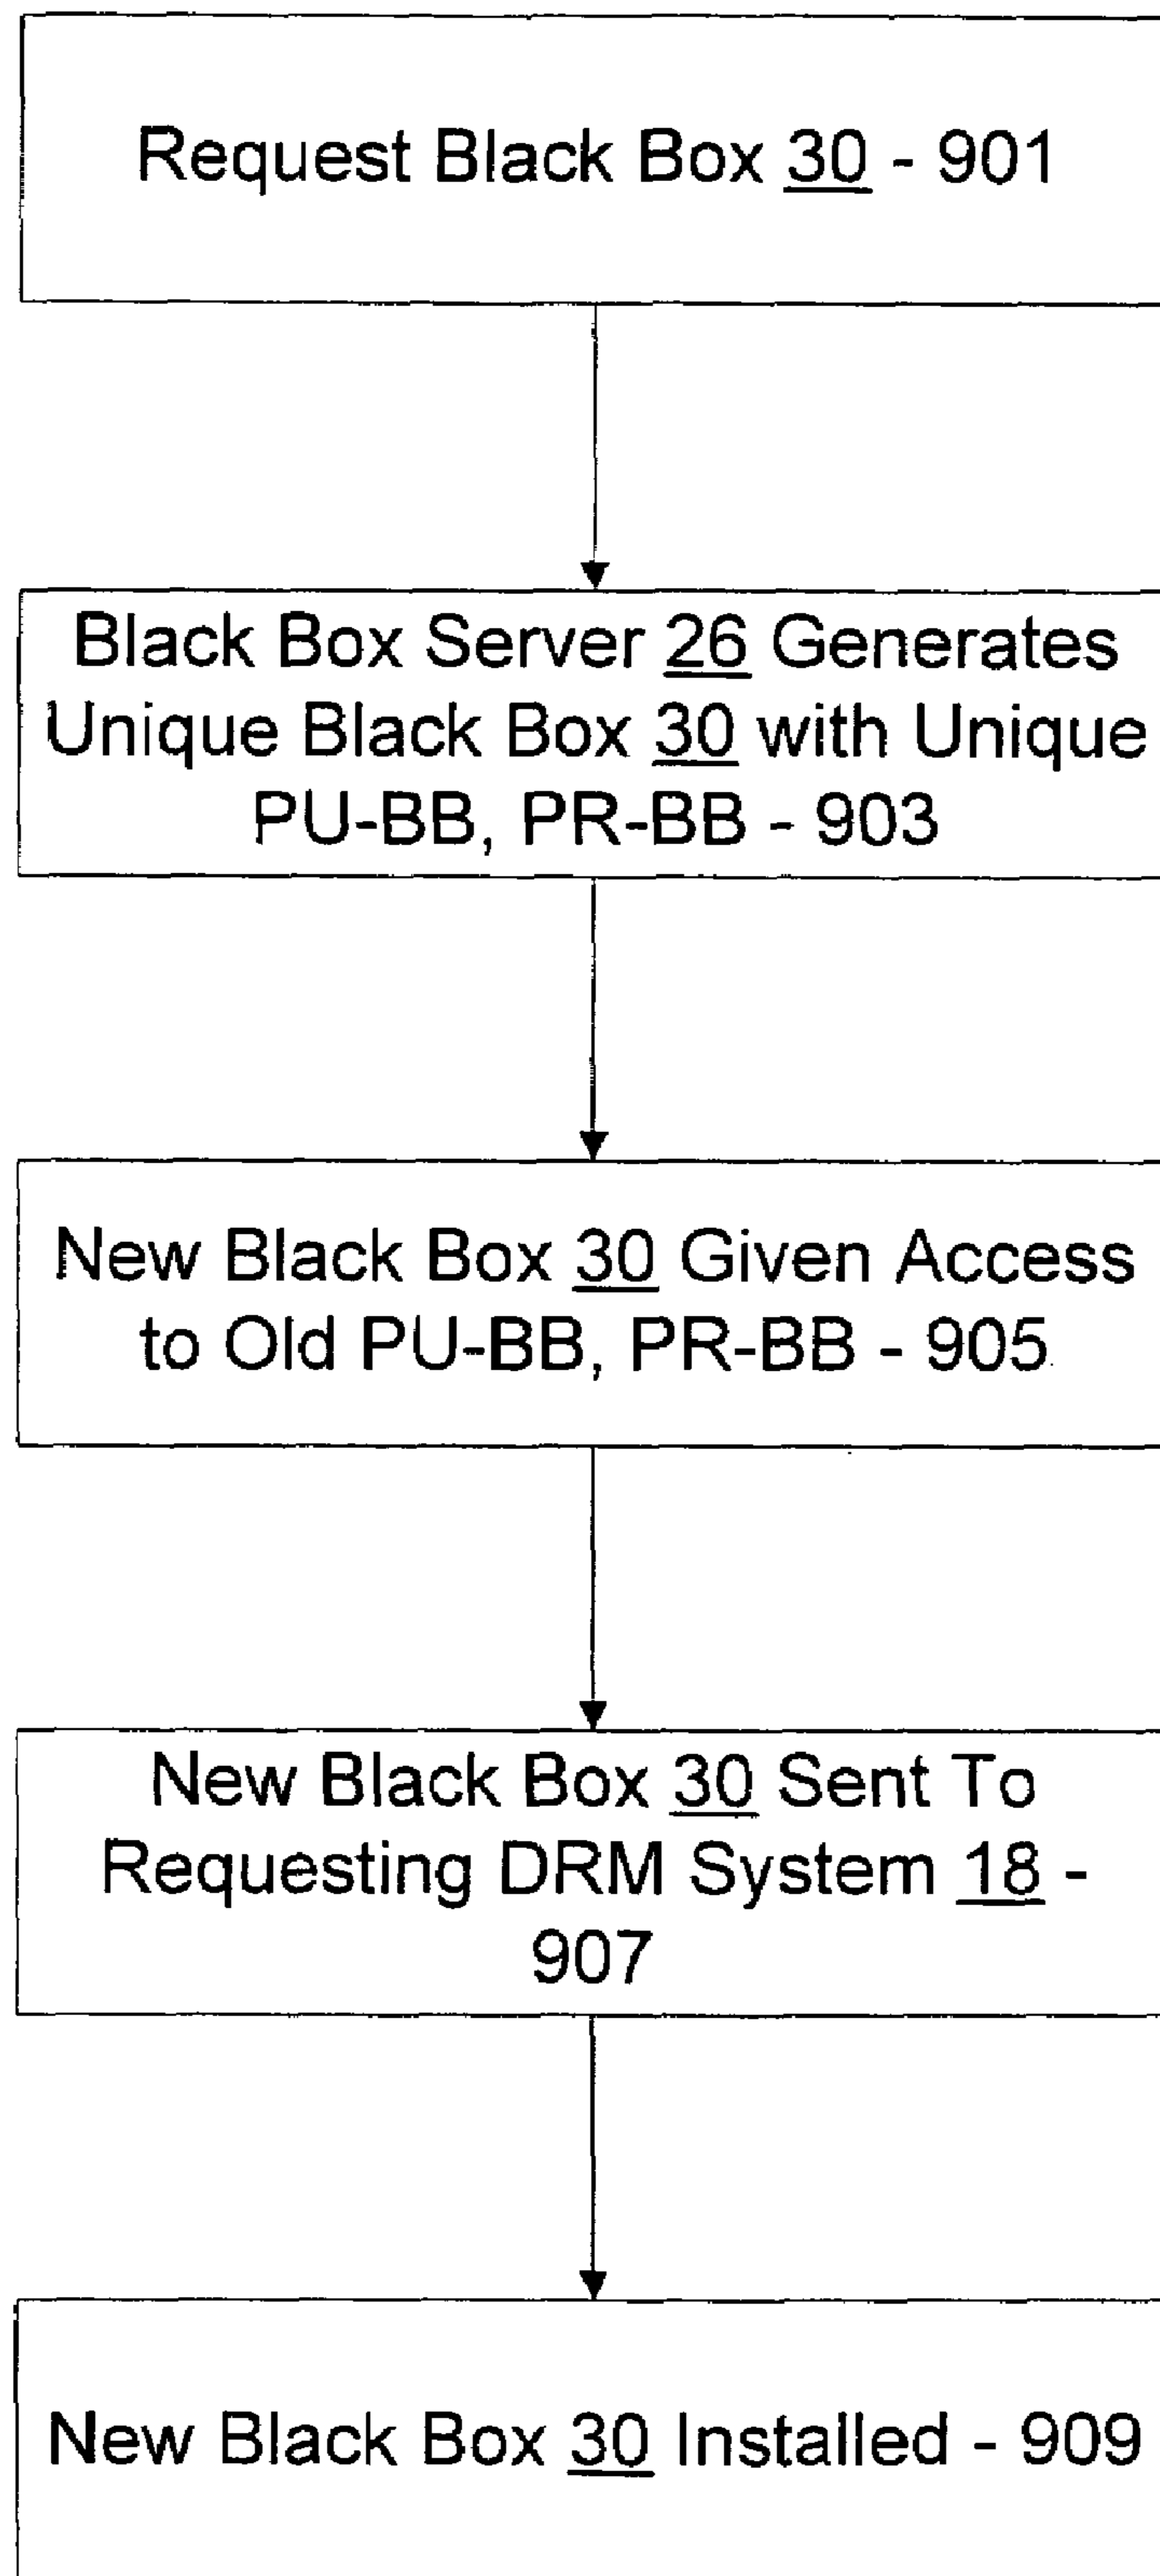 Request Black Box 30 - 901
Black Box Server 26 Generates
Unique Black Box 30 with Unique
PU-BB, PR-BB - 903
New Black Box 30 Given Access
to Old PU-BB, PR-BB - 905
New Black Box 30 Sent To
Requesting DRM System 18 -
907
New Black Box 30 Installed - 909